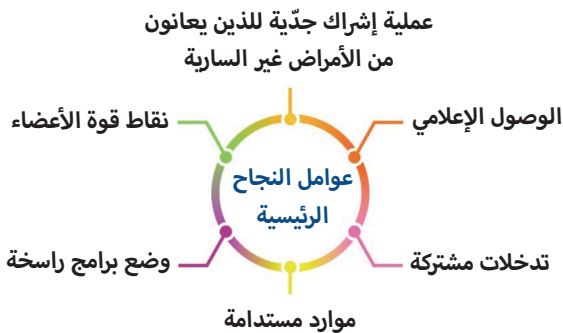 عملية إشراك جدّية للذين يعانون
من الأمراض غير السارية
الوصول الإعلامي
نقاط قوة الأعضاء
عوامل النجاح
الرئيسية
تدخلات مشتركة
وضع برامج راسخة
موارد مستدامة